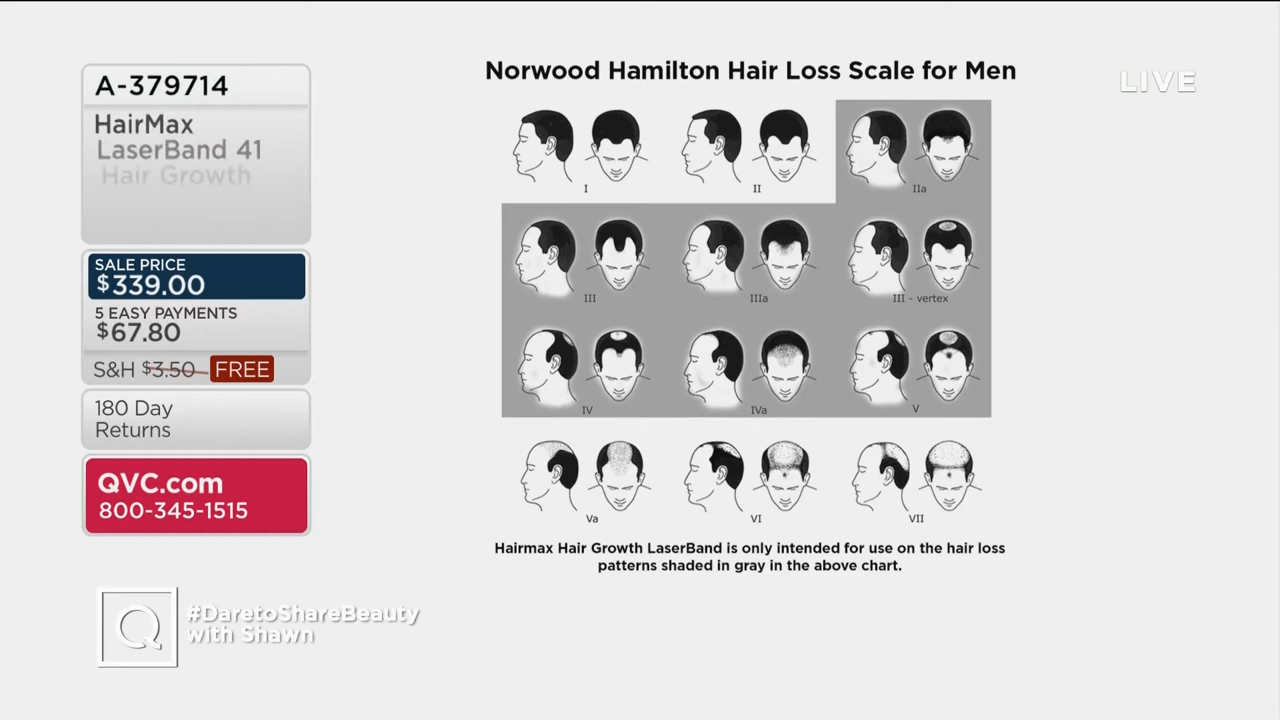 A-379714
HairMax
LaserBand 41
Hair Growth
SALE PRICE
$339.00
5 EASY PAYMENTS
$67.80
S&H $3.50 FREE
180 Day
Returns
QVC.com
800-345-1515
Q
#DaretoShareBeauty
with Shawn
Norwood Hamilton Hair Loss Scale for Men
LIVE
I II IIa
III IIIa III - vertex
IV IVa V
Va VI VII
Hairmax Hair Growth LaserBand is only intended for use on the hair loss
patterns shaded in gray in the above chart.